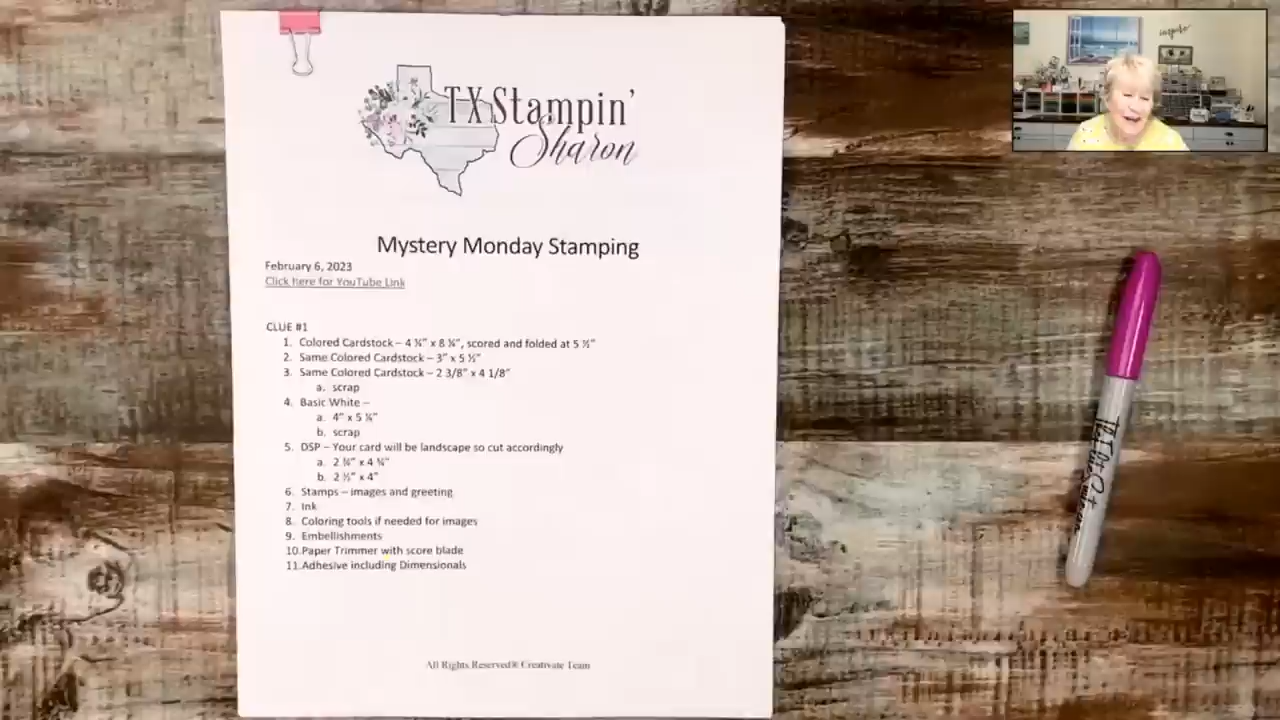 inspire
TX Stampin'
Sharon
Mystery Monday Stamping
February 6, 2023
Click here for YouTube Link
CLUE #1
1. Colored Cardstock – 4 ¼" x 8 ¼", scored and folded at 5 ½"
2. Same Colored Cardstock – 3" x 5 ½"
3. Same Colored Cardstock – 2 3/8" x 4 1/8"
a. scrap
4. Basic White –
a. 4" x 5 ¼"
b. scrap
5. DSP – Your card will be landscape so cut accordingly
a. 2 ¾" x 4 ¾"
b. 2 ½" x 4"
6. Stamps – images and greeting
7. Ink
8. Coloring tools if needed for images
9. Embellishments
10.Paper Trimmer with score blade
11.Adhesive including Dimensionals
All Rights Reserved® Creativate Team